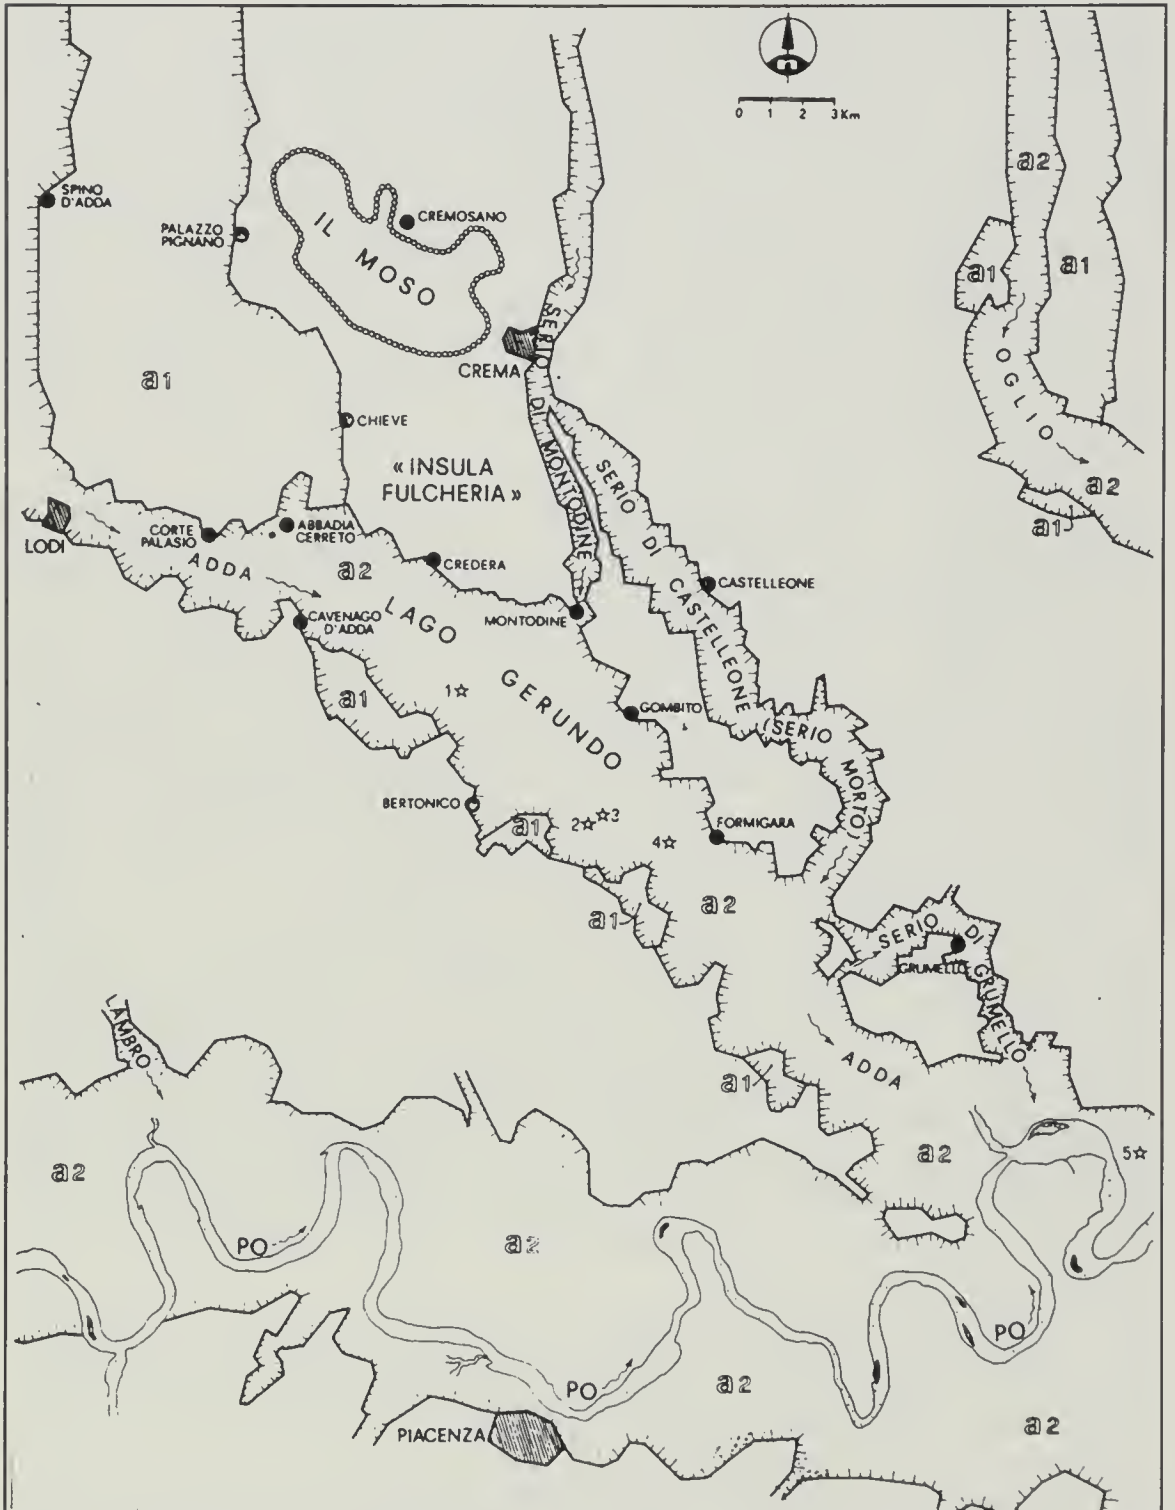 0 1 2 3 Km
a2
SPINO
D'ADDA
PALAZZO
PIGNANO
IL MOSO
CREMOSANO
a1
a1
SERIO DI MONTODINE
CREMA
OGLIO
a1
CHIEVE
« INSULA
FULCHERIA »
SERIO DI CASTELLEONE
a2
a1
LODI
CORTE
PALASIO
ABBADIA
CERRETO
ADDA
a2
CREDERA
CASTELLEONE
LAGO GERUNDO
CAVENAGO
D'ADDA
MONTODINE
a1
1☆
GOMBITO
(SERIO MORTO)
BERTONICO
a1
2☆
☆3
4☆
FORMIGARA
a1
a2
SERIO DI GRUMELLO
GRUMELLO
LAMBRO
a1
ADDA
a2
a2
5☆
PO
a2
PO
PO
a2
a2
PIACENZA